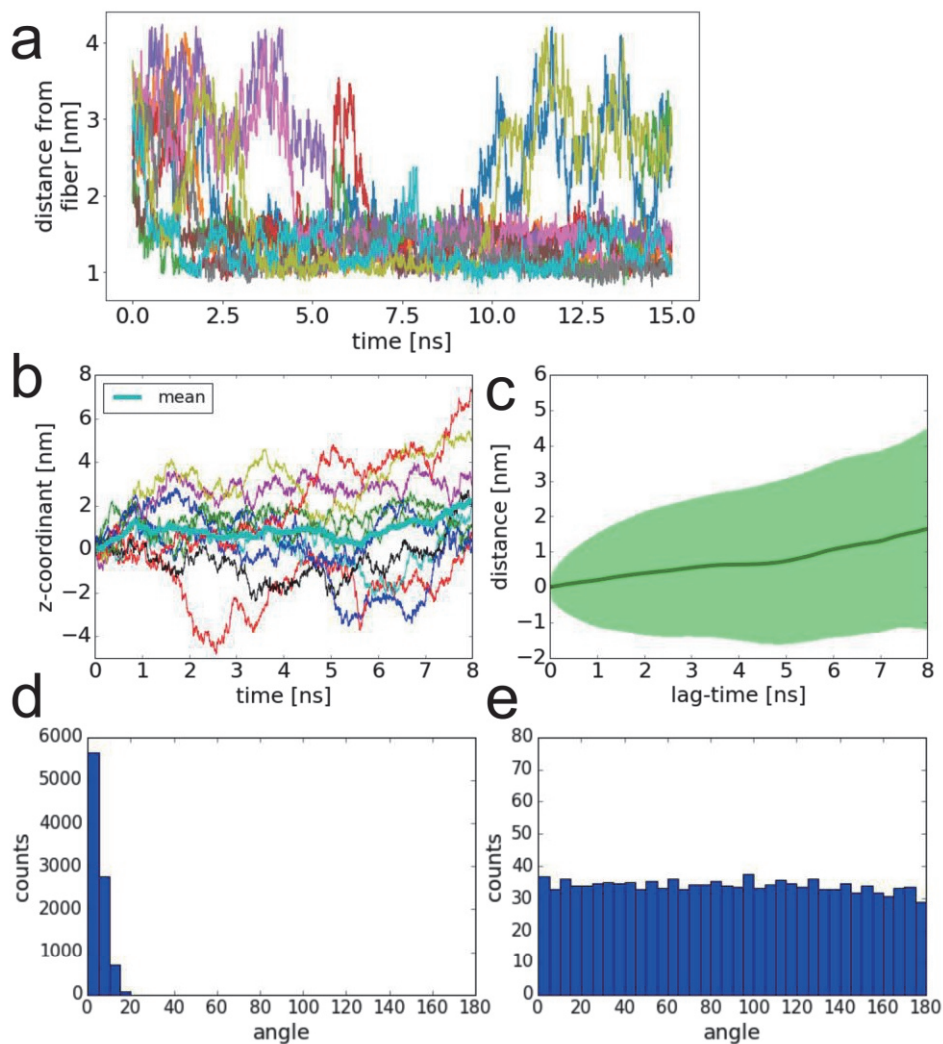 a
distance from
fiber [nm]
4
3
2
1
0.0 2.5 5.0 7.5 10.0 12.5 15.0
time [ns]
b
z-coordinant [nm]
8
6
4
2
0
−2
−4
mean
0 1 2 3 4 5 6 7 8
time [ns]
c
distance [nm]
6
5
4
3
2
1
0
−1
−2
0 1 2 3 4 5 6 7 8
lag-time [ns]
d
counts
6000
5000
4000
3000
2000
1000
0
0 20 40 60 80 100 120 140 160 180
angle
e
counts
80
70
60
50
40
30
20
10
0
0 20 40 60 80 100 120 140 160 180
angle